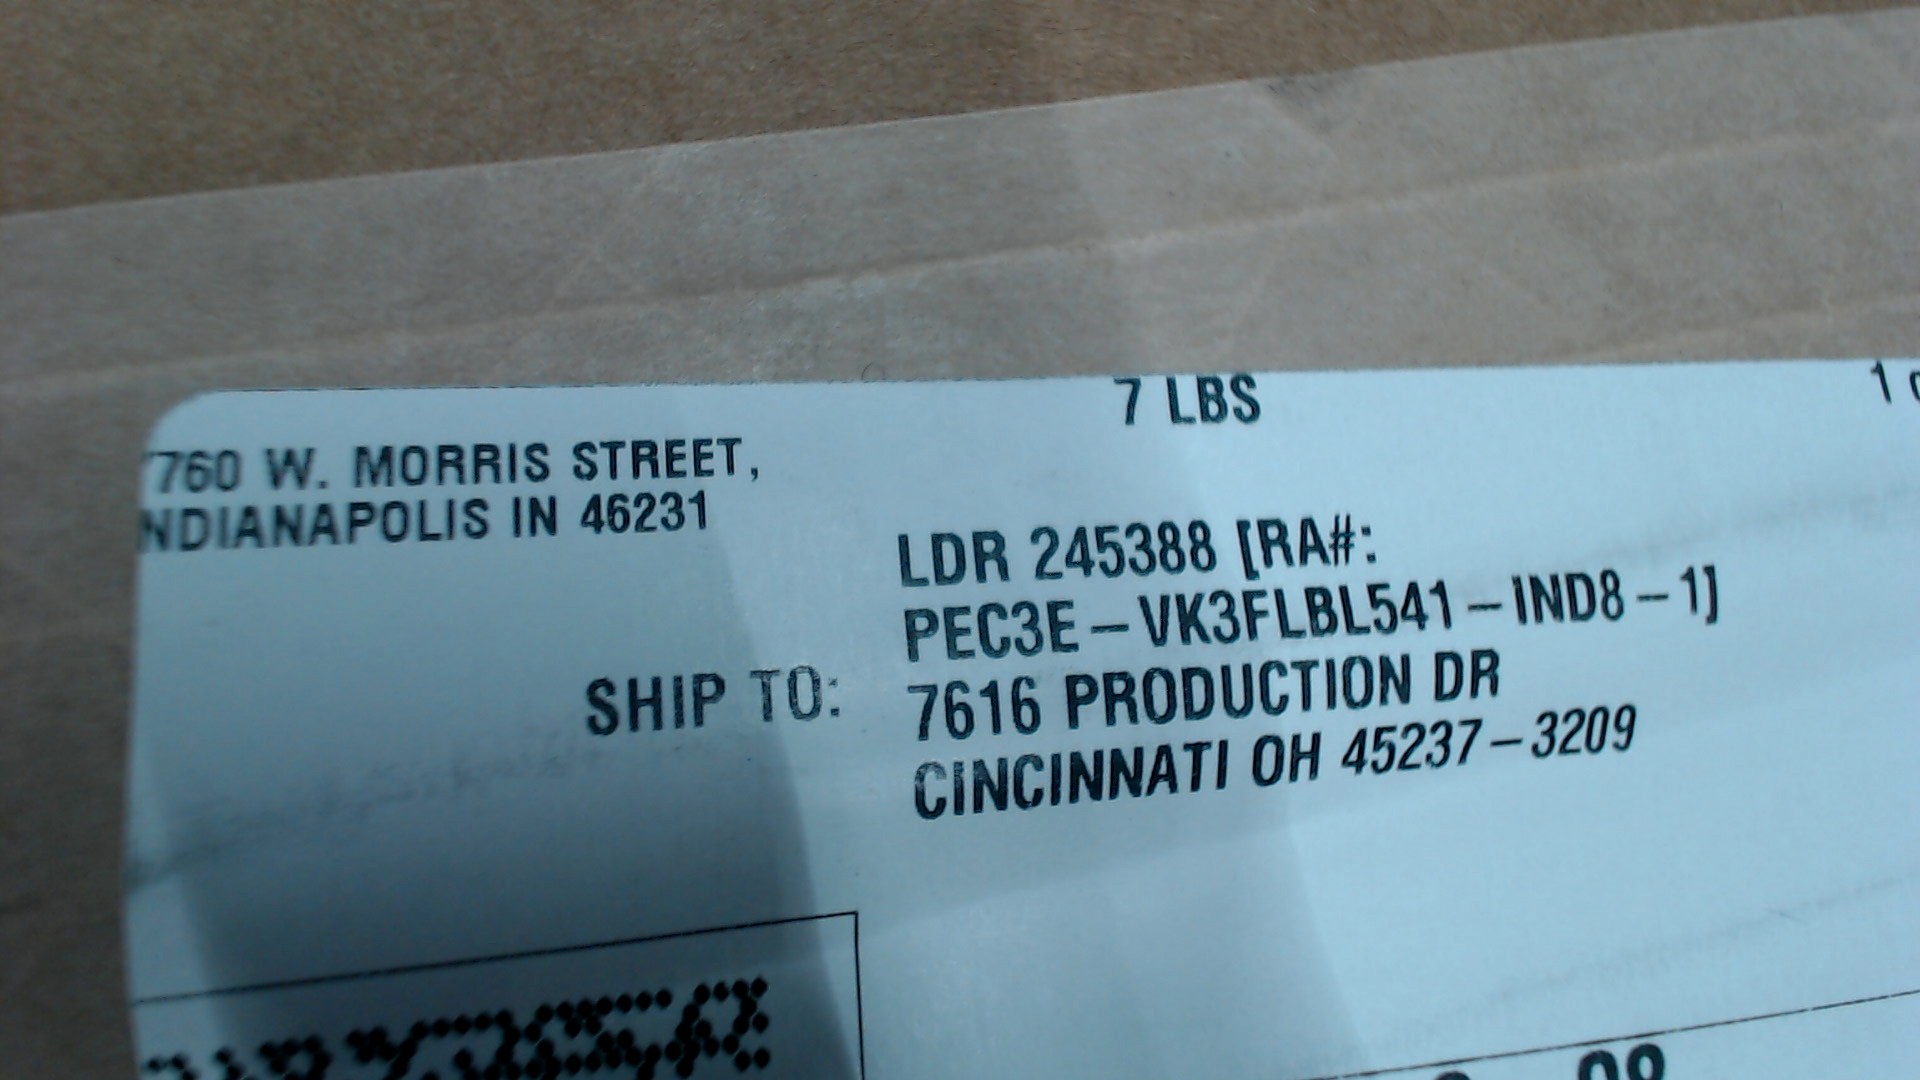 7 LBS
1
760 W. MORRIS STREET,
NDIANAPOLIS IN 46231
LDR 245388 [RA#:
PEC3E-VK3FLBL541-IND8-1]
SHIP TO: 7616 PRODUCTION DR
CINCINNATI OH 45237-3209